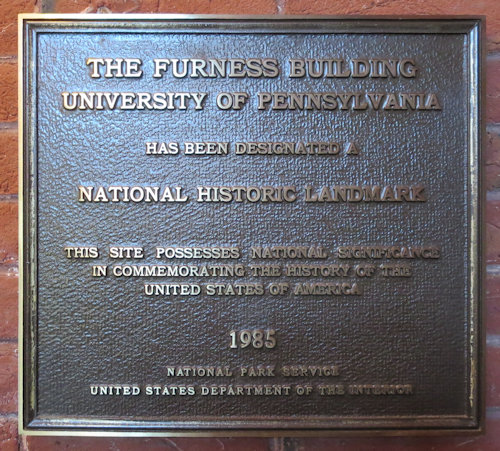 THE FURNESS BUILDING
UNIVERSITY OF PENNSYLVANIA
HAS BEEN DESIGNATED A
NATIONAL HISTORIC LANDMARK
THIS SITE POSSESSES NATIONAL SIGNIFICANCE
IN COMMEMORATING THE HISTORY OF THE
UNITED STATES OF AMERICA
1985
NATIONAL PARK SERVICE
UNITED STATES DEPARTMENT OF THE INTERIOR